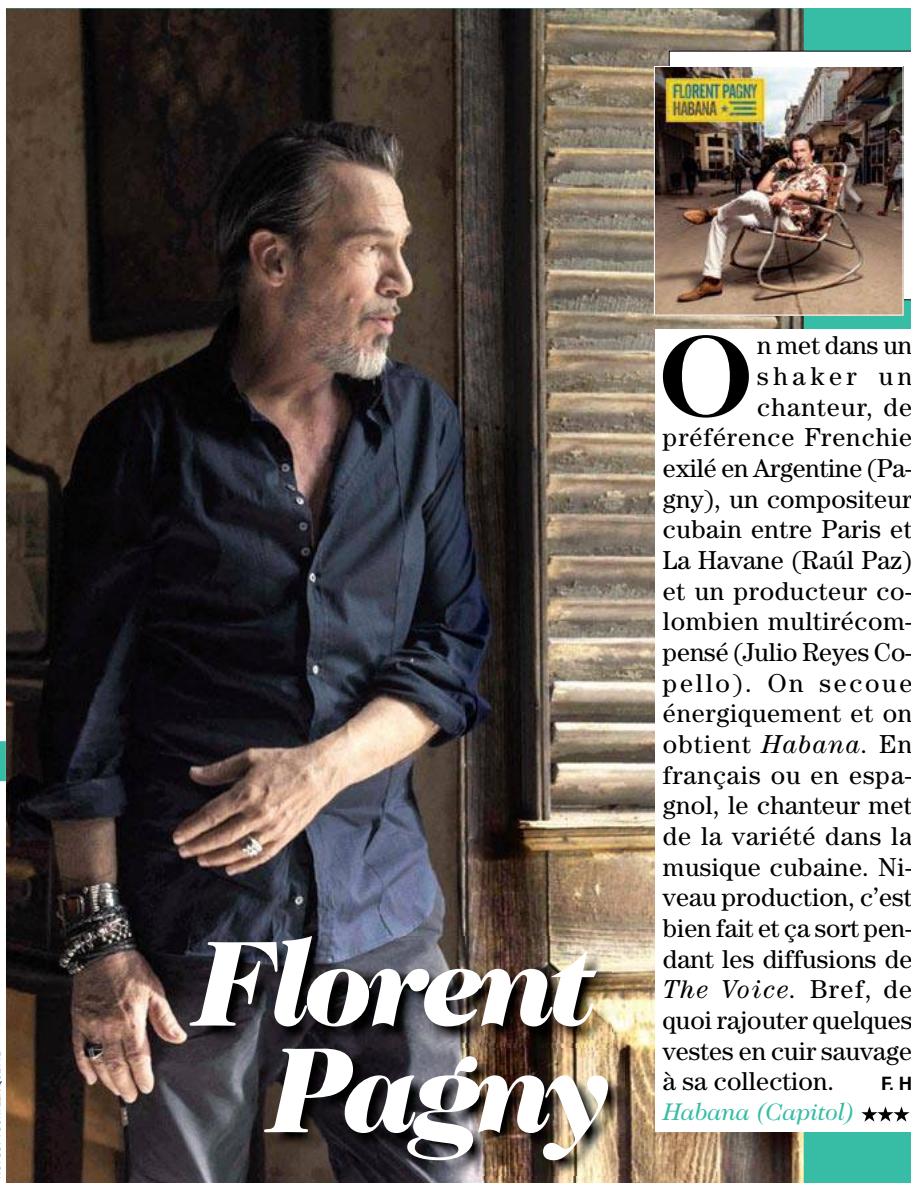 FLORENT PAGNY
HABANA
On met dans un
shaker un
chanteur, de
préférence Frenchie
exilé en Argentine (Pa-
gny), un compositeur
cubain entre Paris et
La Havane (Raúl Paz)
et un producteur co-
lombien multirécom-
pensé (Julio Reyes Co-
pello). On secoue
énergiquement et on
obtient Habana. En
français ou en espa-
gnol, le chanteur met
de la variété dans la
musique cubaine. Ni-
veau production, c’est
bien fait et ça sort pen-
dant les diffusions de
The Voice. Bref, de
quoi rajouter quelques
vestes en cuir sauvage
à sa collection. F. H
Habana (Capitol) ★★★
Florent
Pagny